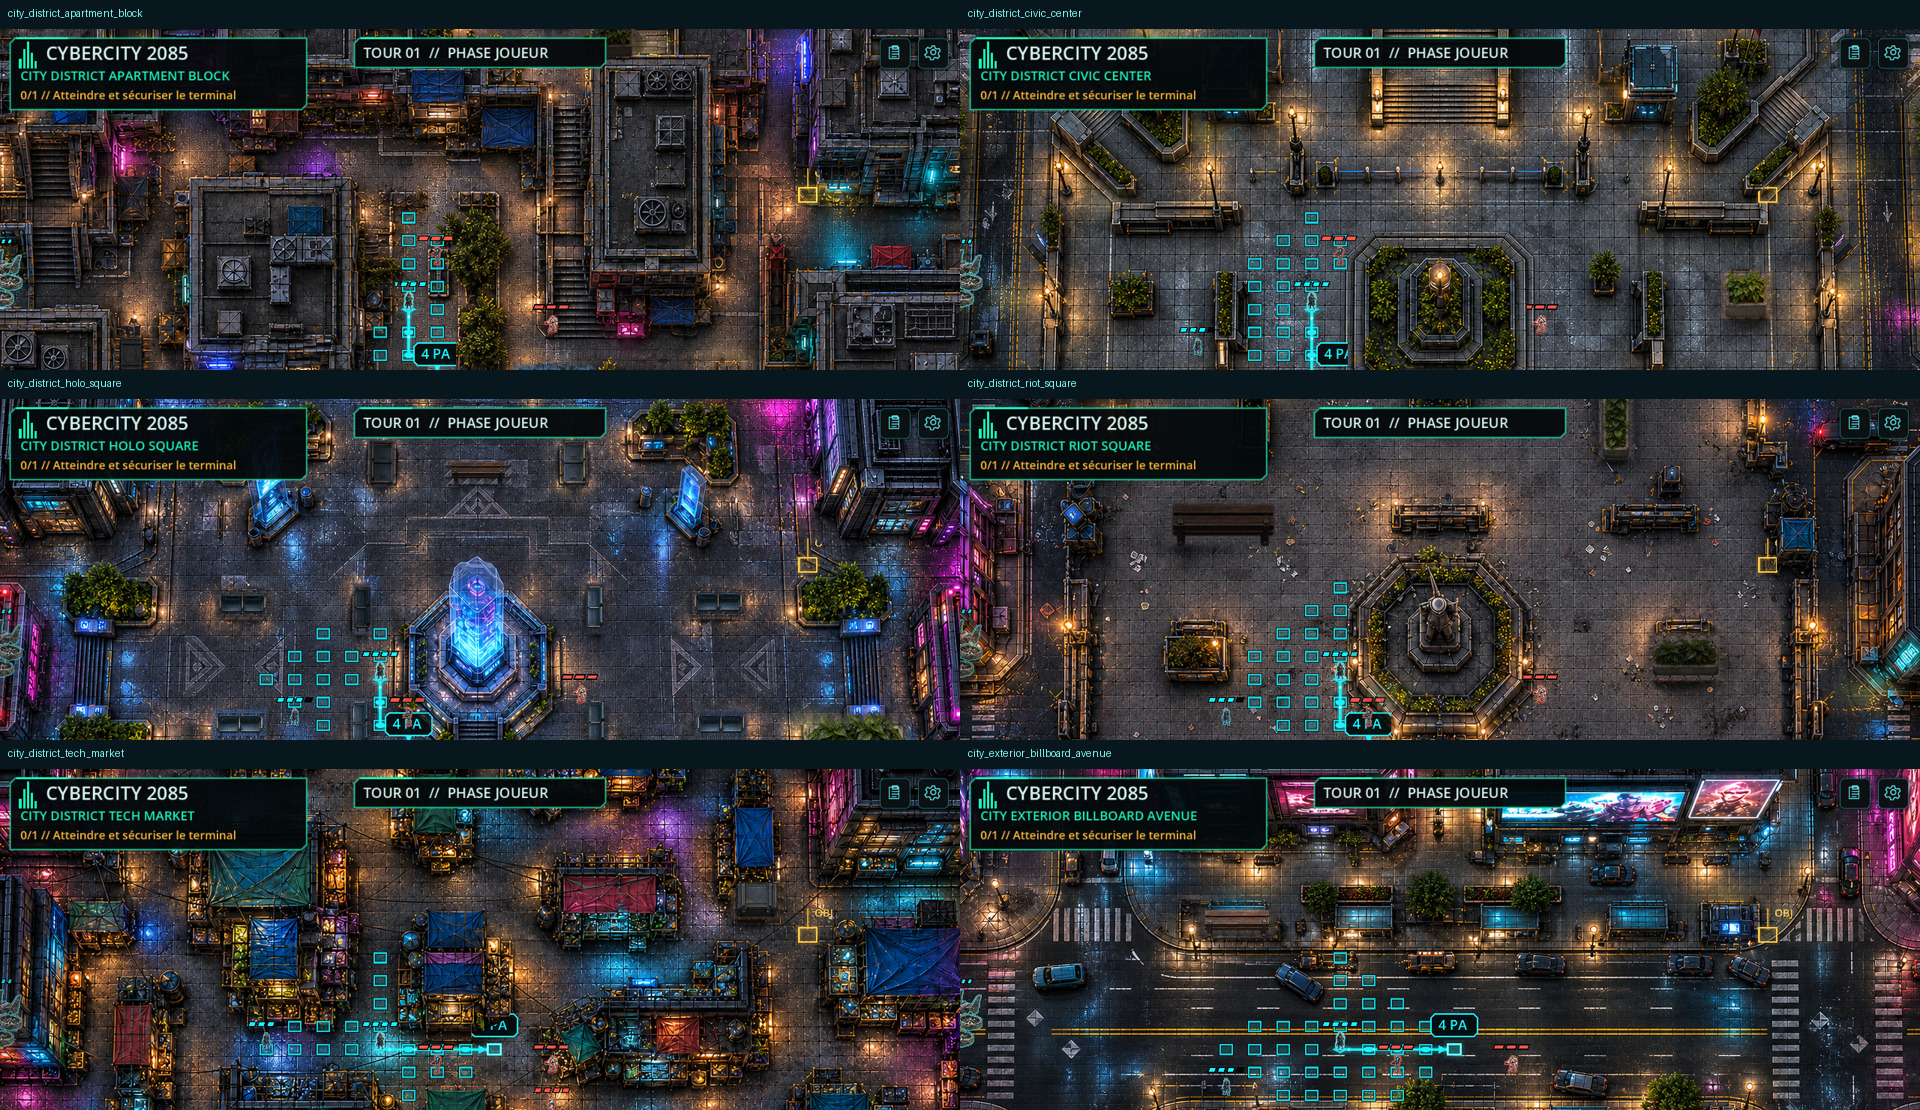 city_district_apartment_block
CYBERCITY 2085
CITY DISTRICT APARTMENT BLOCK
0/1 // Atteindre et sécuriser le terminal
TOUR 01 // PHASE JOUEUR
4 PA
city_district_civic_center
CYBERCITY 2085
CITY DISTRICT CIVIC CENTER
0/1 // Atteindre et sécuriser le terminal
TOUR 01 // PHASE JOUEUR
4 PA
city_district_holo_square
CYBERCITY 2085
CITY DISTRICT HOLO SQUARE
0/1 // Atteindre et sécuriser le terminal
TOUR 01 // PHASE JOUEUR
4 PA
city_district_riot_square
CYBERCITY 2085
CITY DISTRICT RIOT SQUARE
0/1 // Atteindre et sécuriser le terminal
TOUR 01 // PHASE JOUEUR
4 PA
city_district_tech_market
CYBERCITY 2085
CITY DISTRICT TECH MARKET
0/1 // Atteindre et sécuriser le terminal
TOUR 01 // PHASE JOUEUR
OBJ
city_exterior_billboard_avenue
CYBERCITY 2085
CITY EXTERIOR BILLBOARD AVENUE
0/1 // Atteindre et sécuriser le terminal
TOUR 01 // PHASE JOUEUR
OBJ
4 PA